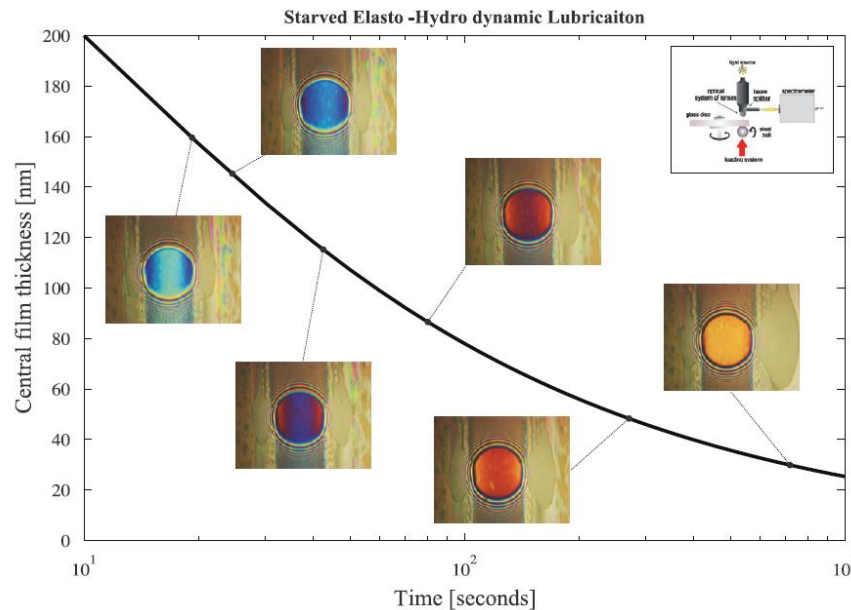 Starved Elasto -Hydro dynamic Lubricaiton
200
180
160
140
120
100
80
60
40
20
0
Central film thickness [nm]
10¹
10²
10
Time [seconds]
light source
optical
system of lenses
beam
splitter
spectrometer
glass disc
steel
ball
loading system